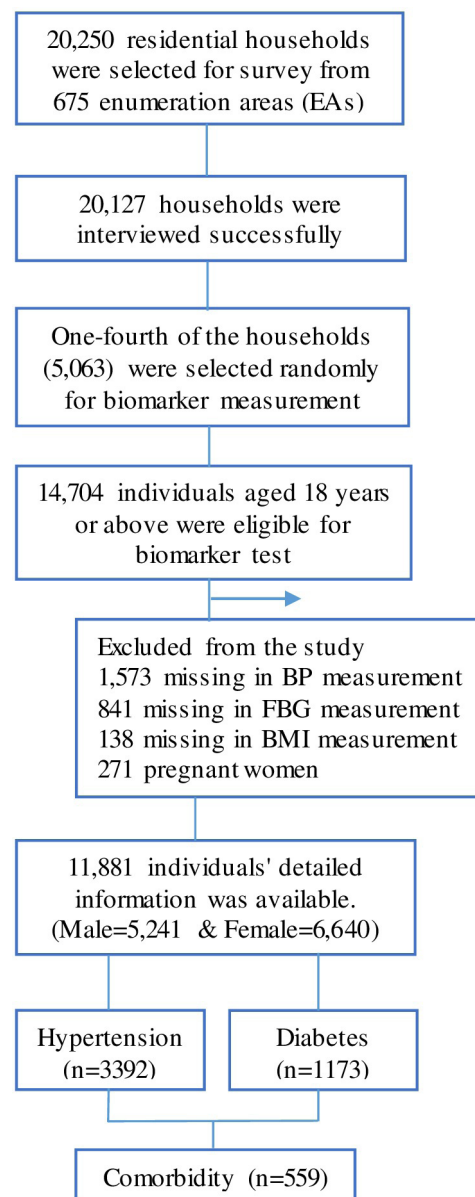 20,250 residential households
were selected for survey from
675 enumeration areas (EAs)
20,127 households were
interviewed successfully
One-fourth of the households
(5,063) were selected randomly
for biomarker measurement
14,704 individuals aged 18 years
or above were eligible for
biomarker test
Excluded from the study
1,573 missing in BP measurement
841 missing in FBG measurement
138 missing in BMI measurement
271 pregnant women
11,881 individuals' detailed
information was available.
(Male=5,241 & Female=6,640)
Hypertension
(n=3392)
Diabetes
(n=1173)
Comorbidity (n=559)